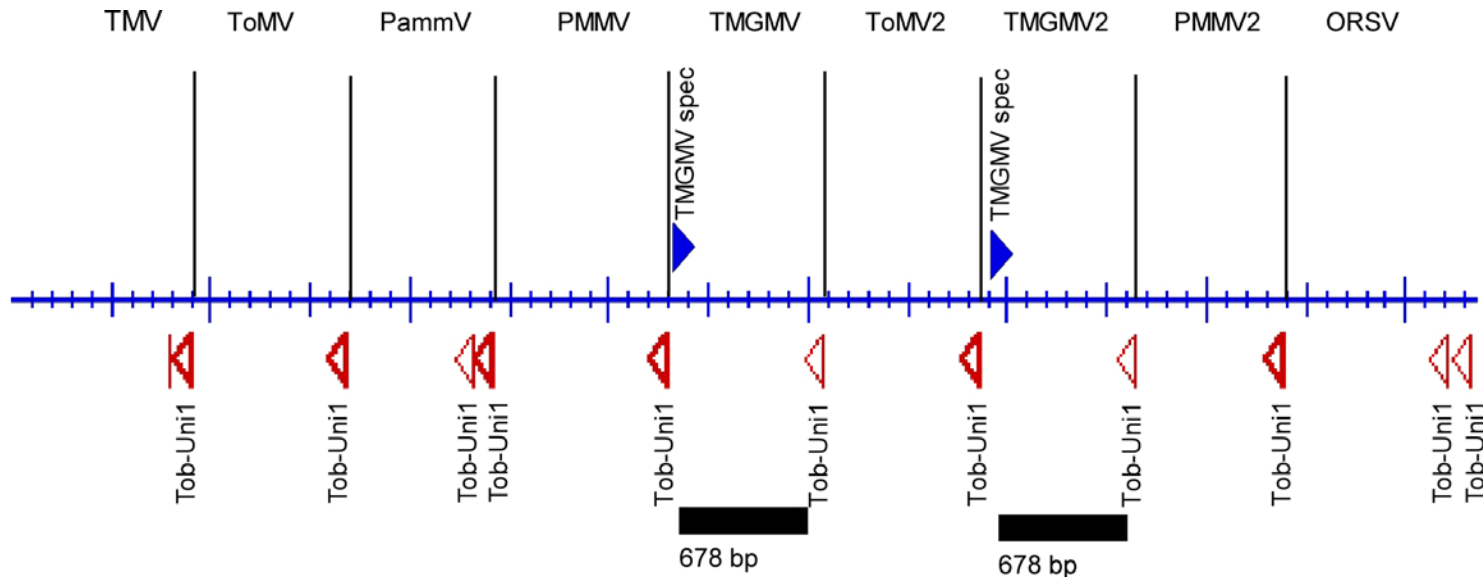 TMV ToMV PammV PMMV TMGMV ToMV2 TMGMV2 PMMV2 ORSV
TMGMV spec
TMGMV spec
Tob-Uni1
Tob-Uni1
Tob-Uni1
Tob-Uni1
Tob-Uni1
Tob-Uni1
Tob-Uni1
Tob-Uni1
Tob-Uni1
Tob-Uni1
Tob-Uni1
678 bp
678 bp